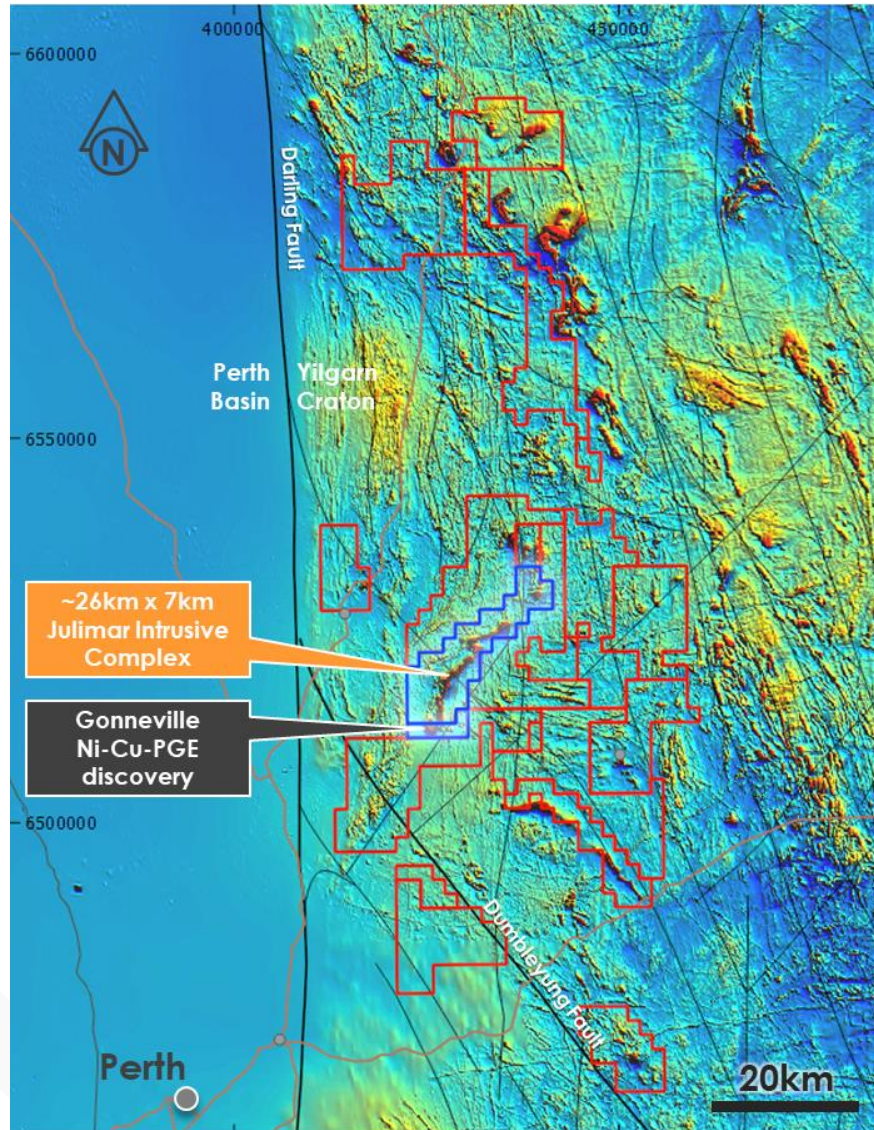 400000
450000
6600000
N
Darling Fault
Perth Yilgarn
Basin Craton
6550000
~26km x 7km
Julimar Intrusive
Complex
Gonneville
Ni-Cu-PGE
discovery
6500000
Dumbleyung Fault
Perth
20km